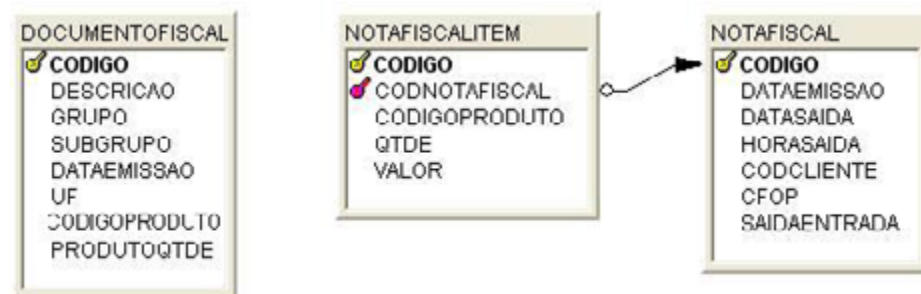 DOCUMENTOFISCAL
CODIGO
DESCRICAO
GRUPO
SUBGRUPO
DATAEMISSAO
UF
CODIGOPRODUTO
PRODUTOQTDE
NOTAFISCALITEM
CODIGO
CODNOTAFISCAL
CODIGOPRODUTO
QTDE
VALOR
NOTAFISCAL
CODIGO
DATAEMISSAO
DATASAIDA
HORASAIDA
CODCLIENTE
CFOP
SAIDAENTRADA